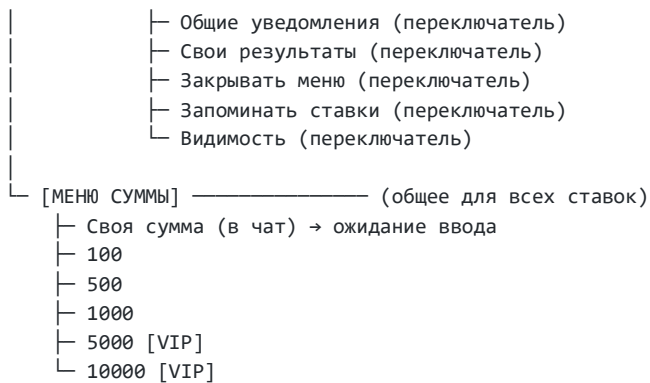 │ ├─ Общие уведомления (переключатель)
│ ├─ Свои результаты (переключатель)
│ ├─ Закрывать меню (переключатель)
│ ├─ Запоминать ставки (переключатель)
│ └─ Видимость (переключатель)
│
└─ [МЕНЮ СУММЫ] ─────────────── (общее для всех ставок)
├─ Своя сумма (в чат) → ожидание ввода
├─ 100
├─ 500
├─ 1000
├─ 5000 [VIP]
└─ 10000 [VIP]